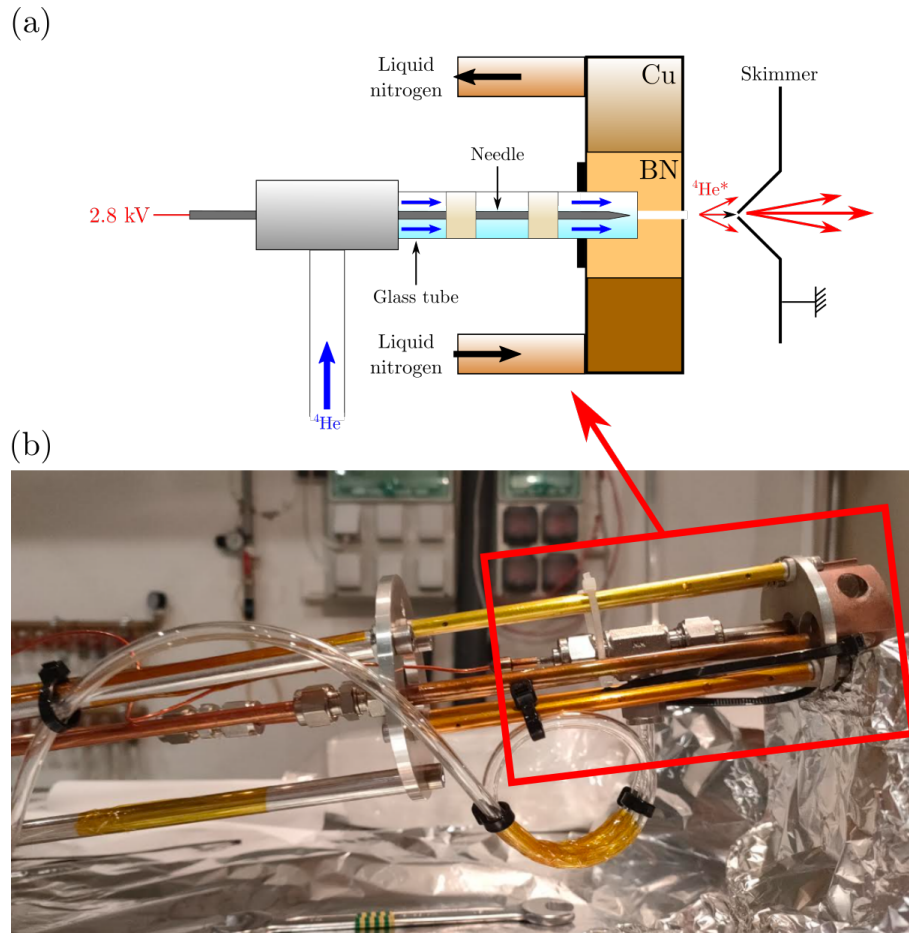 (a)
Liquid
nitrogen
Cu
Skimmer
Needle
BN
⁴He*
2.8 kV
Glass tube
Liquid
nitrogen
⁴He
(b)